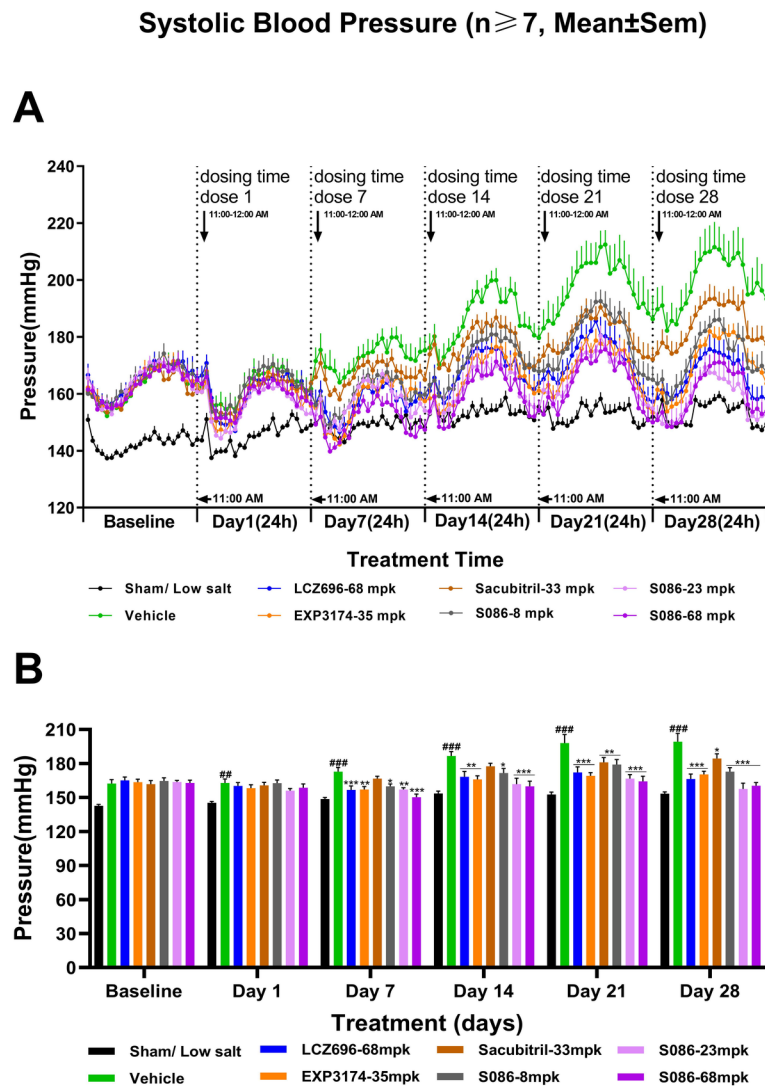 Systolic Blood Pressure (n≥7, Mean±Sem)
A
240
220
200
180
160
140
120
Pressure(mmHg)
dosing time
dose 1
11:00-12:00 AM
dosing time
dose 7
11:00-12:00 AM
dosing time
dose 14
11:00-12:00 AM
dosing time
dose 21
11:00-12:00 AM
dosing time
dose 28
11:00-12:00 AM
11:00 AM 11:00 AM 11:00 AM 11:00 AM 11:00 AM
Baseline Day1(24h) Day7(24h) Day14(24h) Day21(24h) Day28(24h)
Treatment Time
Sham/ Low salt LCZ696-68 mpk Sacubitril-33 mpk S086-23 mpk
Vehicle EXP3174-35 mpk S086-8 mpk S086-68 mpk
B
210
180
150
120
90
60
30
0
Pressure(mmHg)
## 
### *** ** * ** ***
### ** * ***
### *** ** ***
### *** * ***
Baseline Day 1 Day 7 Day 14 Day 21 Day 28
Treatment (days)
Sham/ Low salt LCZ696-68mpk Sacubitril-33mpk S086-23mpk
Vehicle EXP3174-35mpk S086-8mpk S086-68mpk